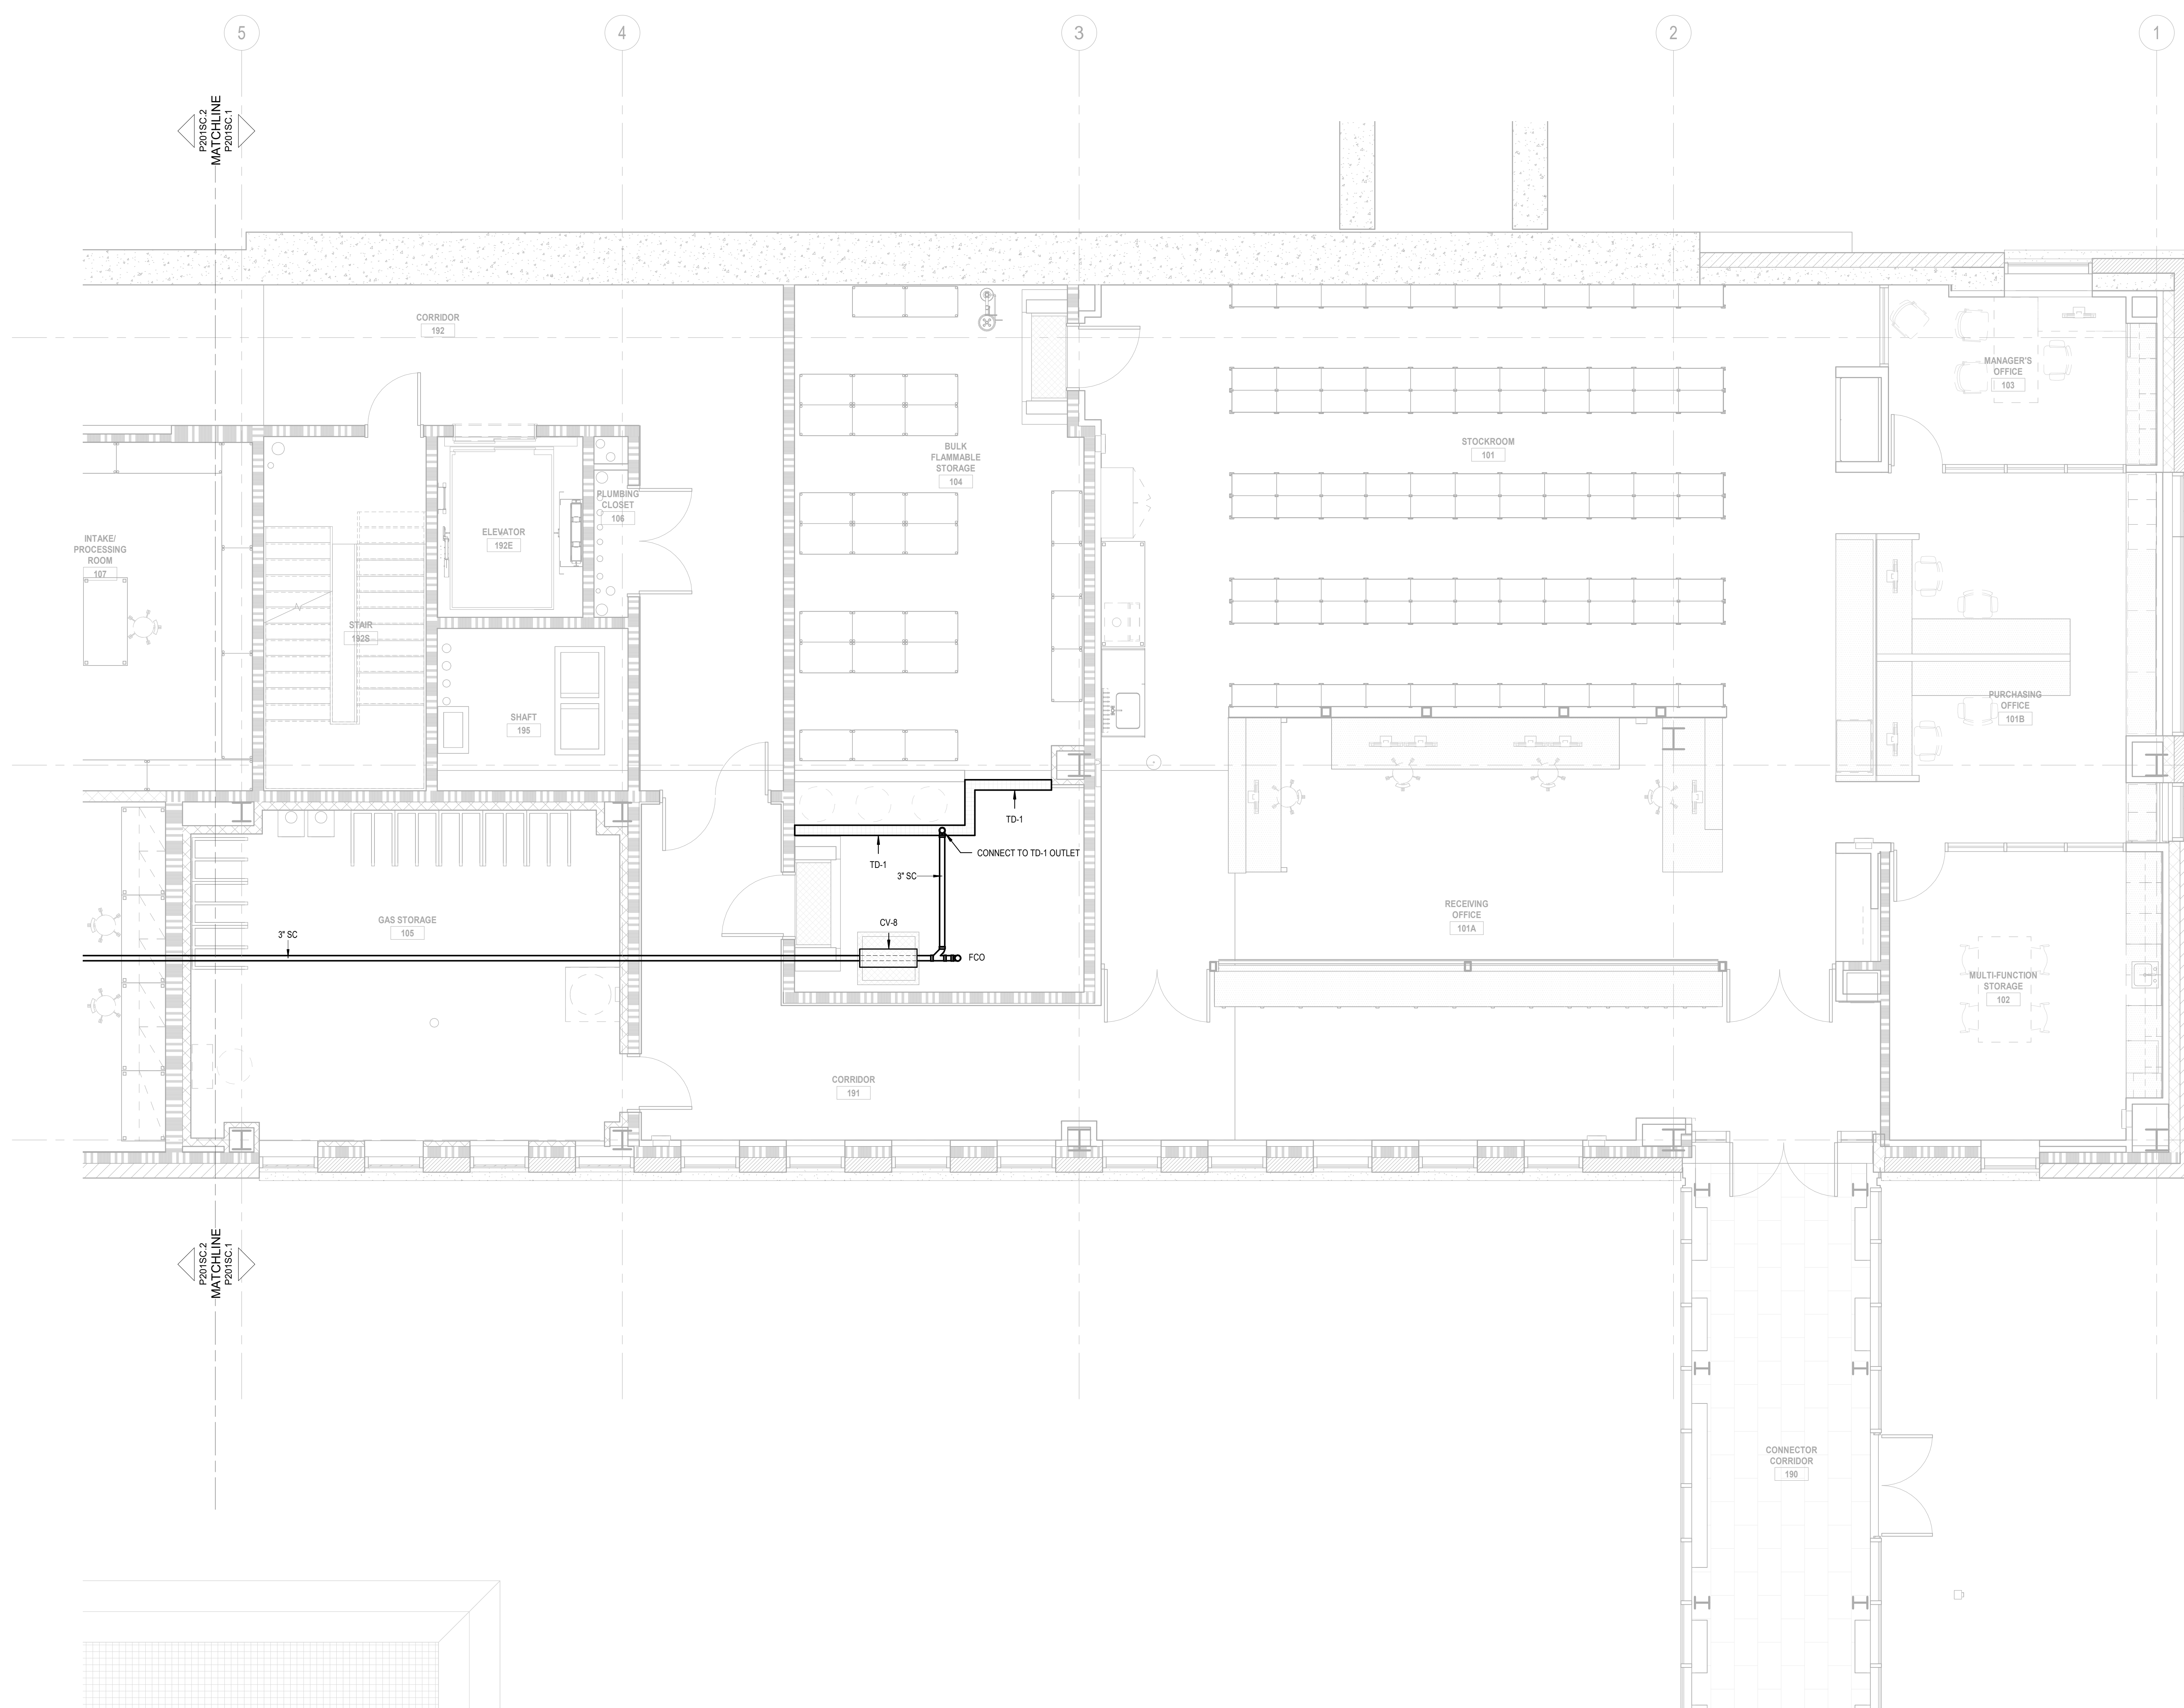 5
4
3
2
1
P201SC.2
MATCHLINE
P201SC.1
CORRIDOR
192
MANAGER'S
OFFICE
103
BULK
FLAMMABLE
STORAGE
104
STOCKROOM
101
PLUMBING
CLOSET
106
ELEVATOR
192E
INTAKE/
PROCESSING
ROOM
107
STAIR
192S
SHAFT
195
PURCHASING
OFFICE
101B
TD-1
CONNECT TO TD-1 OUTLET
TD-1
3" SC
RECEIVING
OFFICE
101A
GAS STORAGE
105
CV-8
3" SC
FCO
MULTI-FUNCTION
STORAGE
102
CORRIDOR
191
P201SC.2
MATCHLINE
P201SC.1
CONNECTOR
CORRIDOR
190